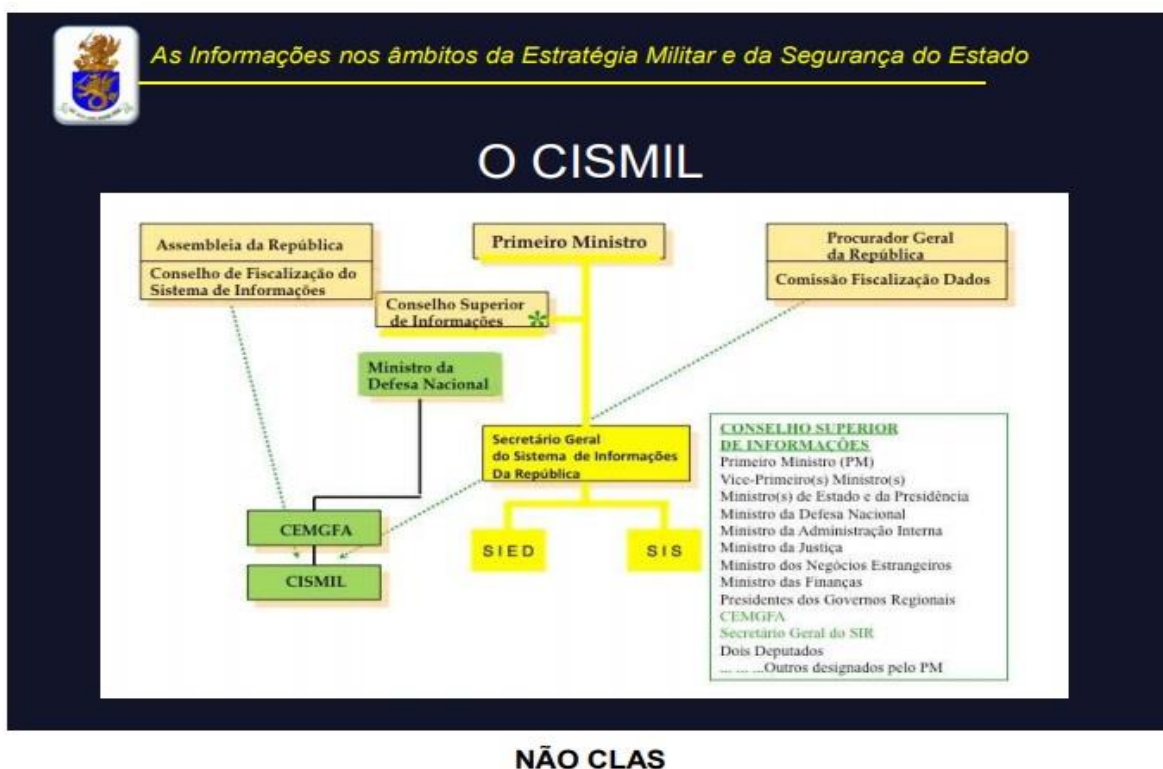 As Informações nos âmbitos da Estratégia Militar e da Segurança do Estado
O CISMIL
Assembleia da República
Conselho de Fiscalização do
Sistema de Informações
Primeiro Ministro
Procurador Geral
da República
Comissão Fiscalização Dados
Conselho Superior
de Informações *
Ministro da
Defesa Nacional
Secretário Geral
do Sistema de Informações
Da República
CEMGFA
CISMIL
SIED
SIS
CONSELHO SUPERIOR
DE INFORMAÇÕES
Primeiro Ministro (PM)
Vice-Primeiro(s) Ministro(s)
Ministro(s) de Estado e da Presidência
Ministro da Defesa Nacional
Ministro da Administração Interna
Ministro da Justiça
Ministro dos Negócios Estrangeiros
Ministro das Finanças
Presidentes dos Governos Regionais
CEMGFA
Secretário Geral do SIR
Dois Deputados
... ... ...Outros designados pelo PM
NÃO CLAS